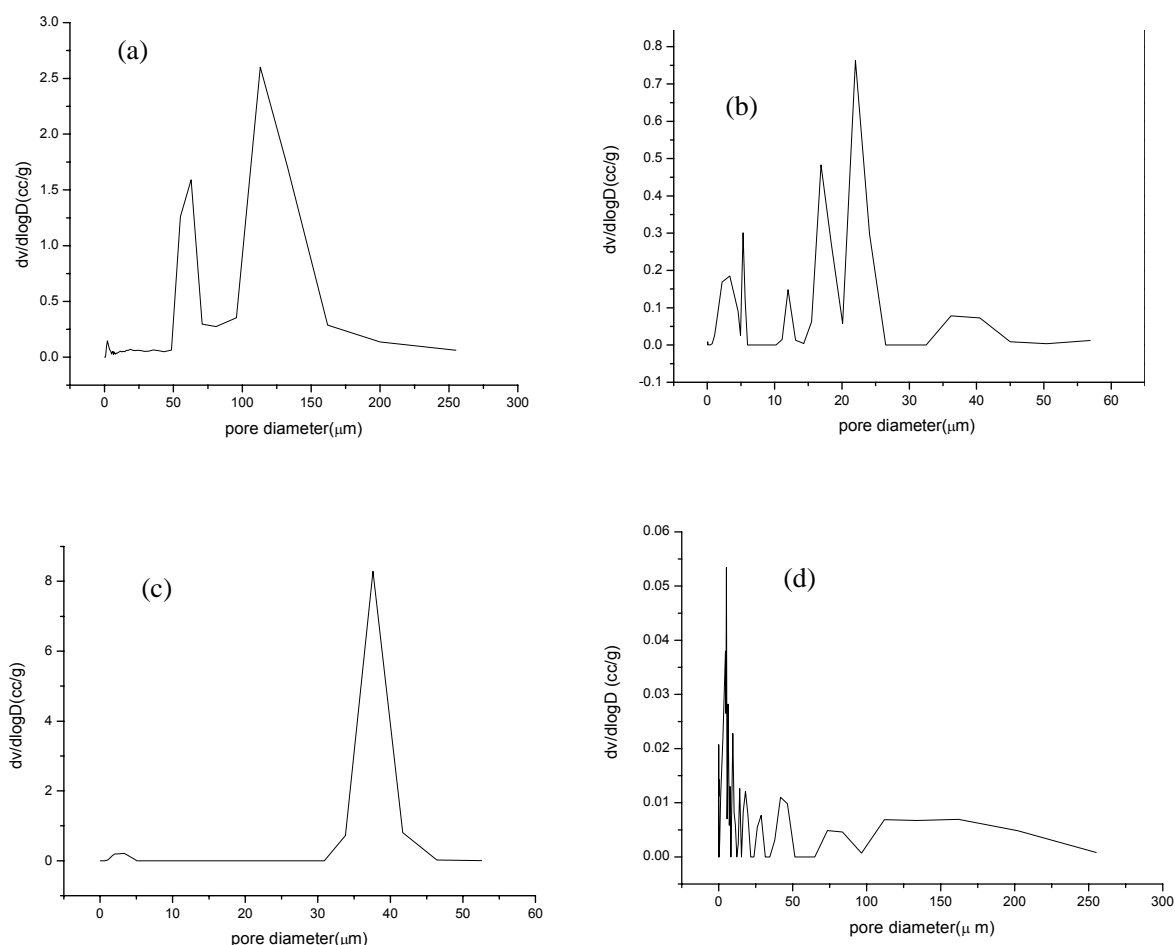 (a)
3.0
2.5
2.0
1.5
1.0
0.5
0.0
dv/dlogD(cc/g)
0 50 100 150 200 250 300
pore diameter(μm)
(b)
0.8
0.7
0.6
0.5
0.4
0.3
0.2
0.1
0.0
-0.1
dv/dlogD(cc/g)
0 10 20 30 40 50 60
pore diameter(μm)
(c)
8
6
4
2
0
dv/dlogD(cc/g)
0 10 20 30 40 50 60
pore diameter(μm)
(d)
0.06
0.05
0.04
0.03
0.02
0.01
0.00
dv/dlogD (cc/g)
0 50 100 150 200 250 300
pore diameter(μ m)